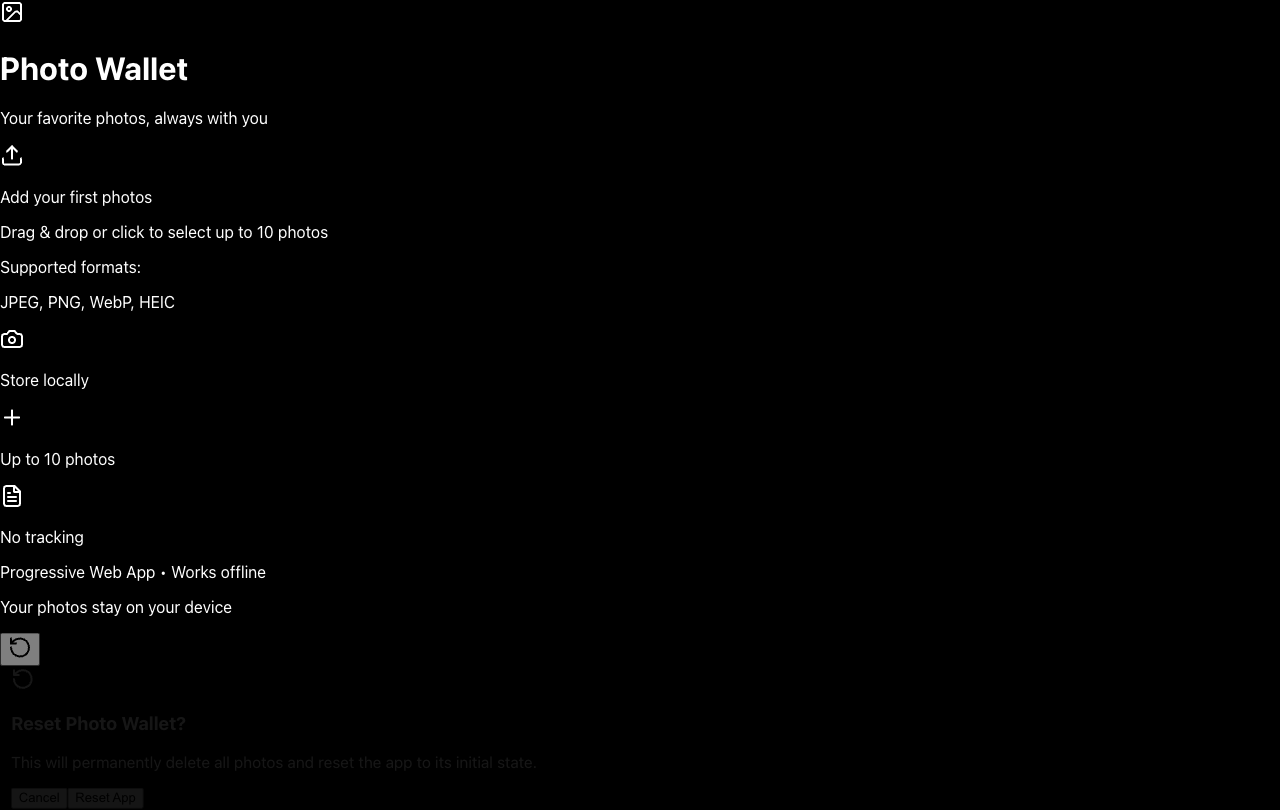 Photo Wallet
Your favorite photos, always with you
Add your first photos
Drag & drop or click to select up to 10 photos
Supported formats:
JPEG, PNG, WebP, HEIC
Store locally
Up to 10 photos
No tracking
Progressive Web App • Works offline
Your photos stay on your device
Reset Photo Wallet?
This will permanently delete all photos and reset the app to its initial state.
Cancel Reset App